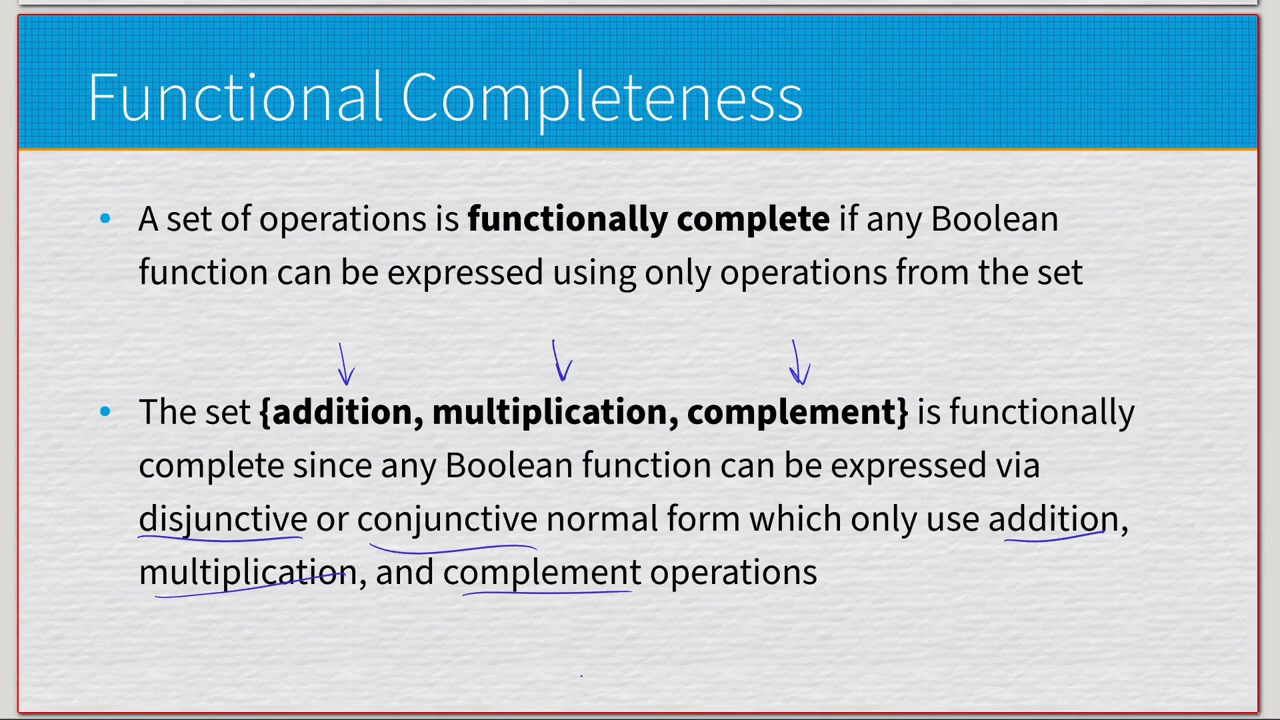 Functional Completeness
• A set of operations is functionally complete if any Boolean
function can be expressed using only operations from the set
• The set {addition, multiplication, complement} is functionally
complete since any Boolean function can be expressed via
disjunctive or conjunctive normal form which only use addition,
multiplication, and complement operations